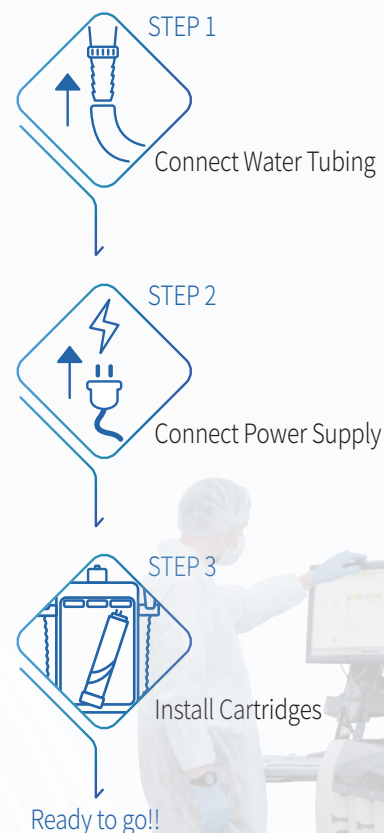 STEP 1
Connect Water Tubing
STEP 2
Connect Power Supply
STEP 3
Install Cartridges
Ready to go!!